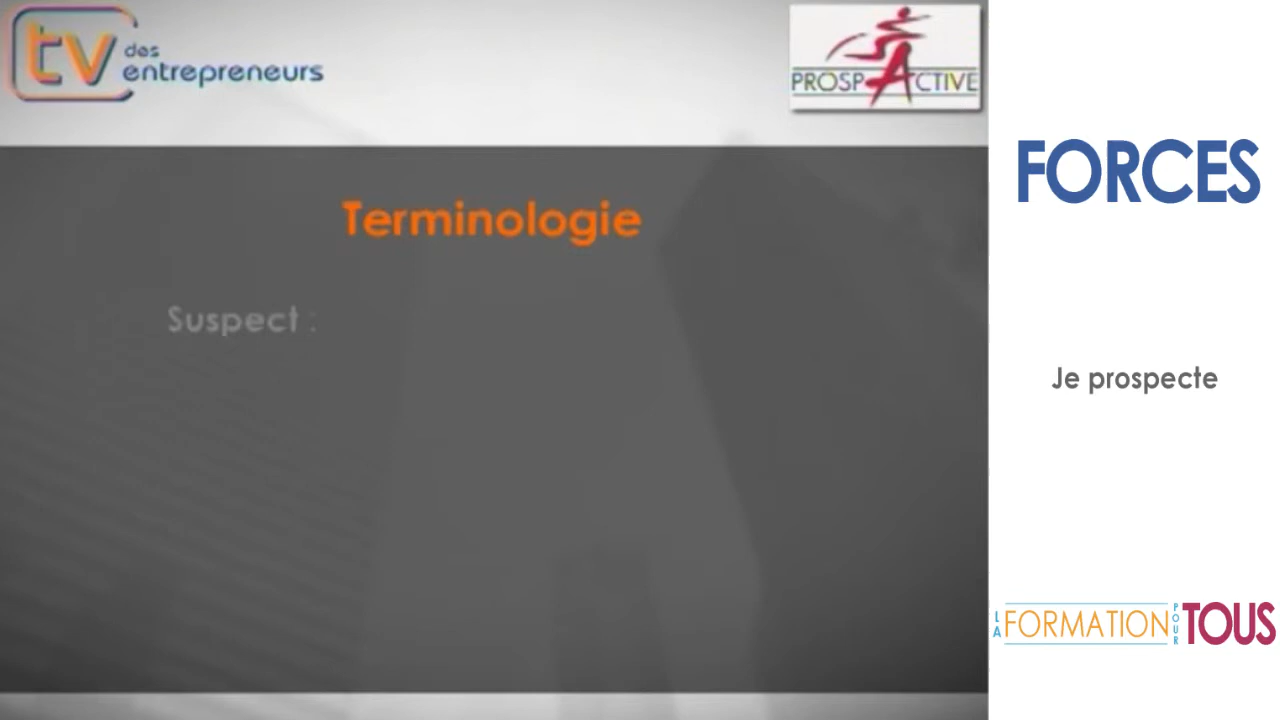 tv des
entrepreneurs
PROSPACTIVE
Terminologie
Suspect :
FORCES
Je prospecte
LA FORMATION POUR TOUS